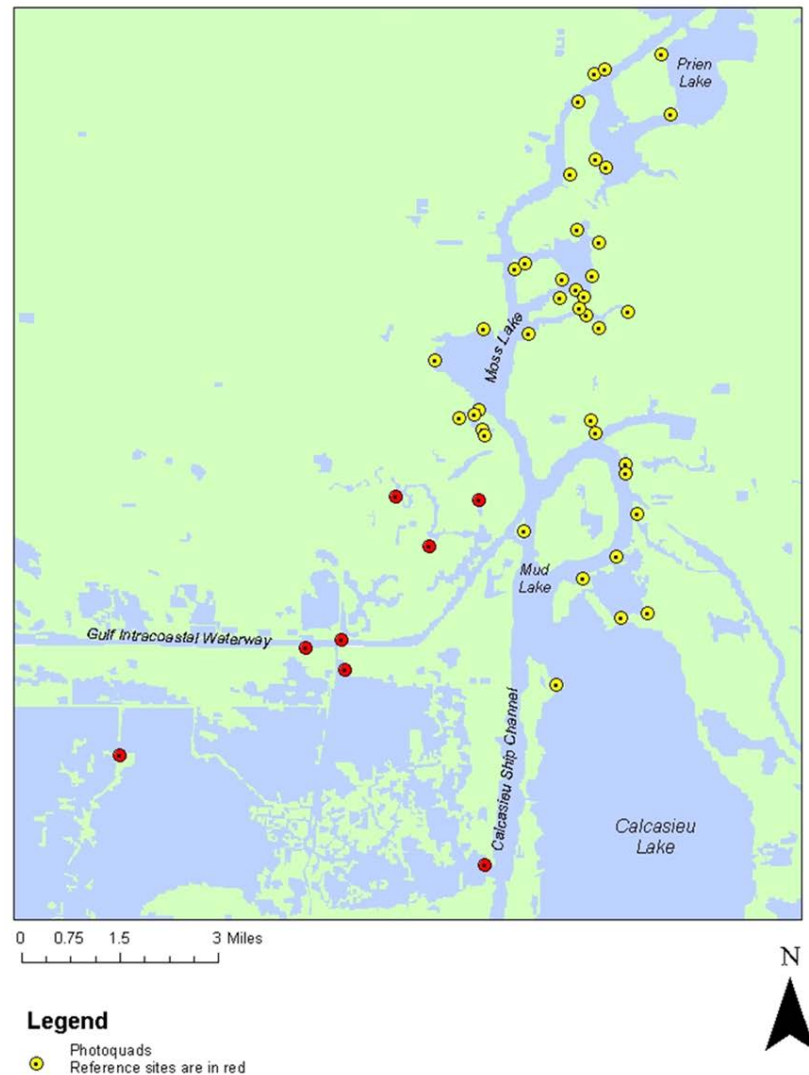 Prien
Lake
Moss Lake
Mud
Lake
Gulf Intracoastal Waterway
Calcasieu Ship Channel
Calcasieu
Lake
0 0.75 1.5 3 Miles
N
Legend
Photoquads
Reference sites are in red